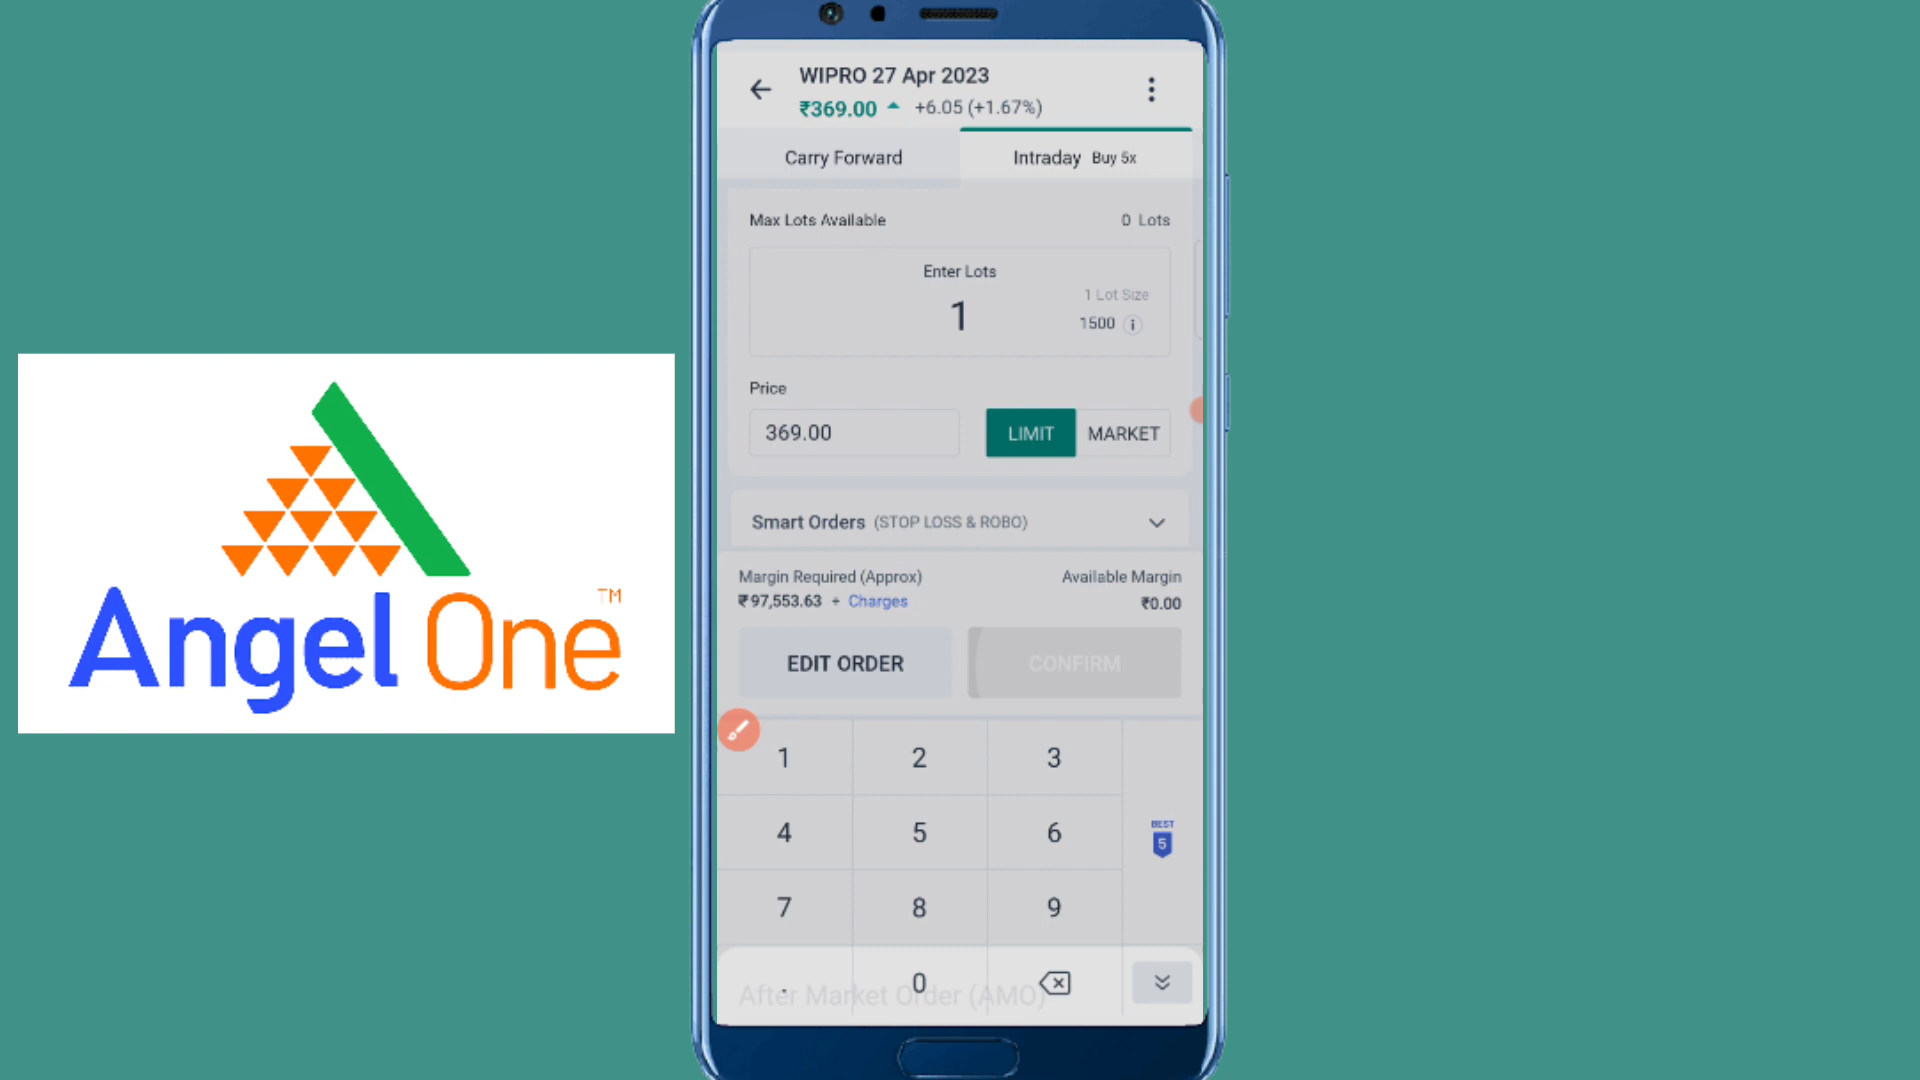 Angel One ™
WIPRO 27 Apr 2023
₹369.00 +6.05 (+1.67%)
Carry Forward
Intraday Buy 5x
Max Lots Available
0 Lots
Enter Lots
1
1 Lot Size
1500 i
Price
369.00
LIMIT
MARKET
Smart Orders (STOP LOSS & ROBO)
Margin Required (Approx)
Available Margin
₹97,553.63 + Charges
₹0.00
EDIT ORDER
CONFIRM
1 2 3
4 5 6
BEST
5
7 8 9
. 0
After Market Order (AMO)